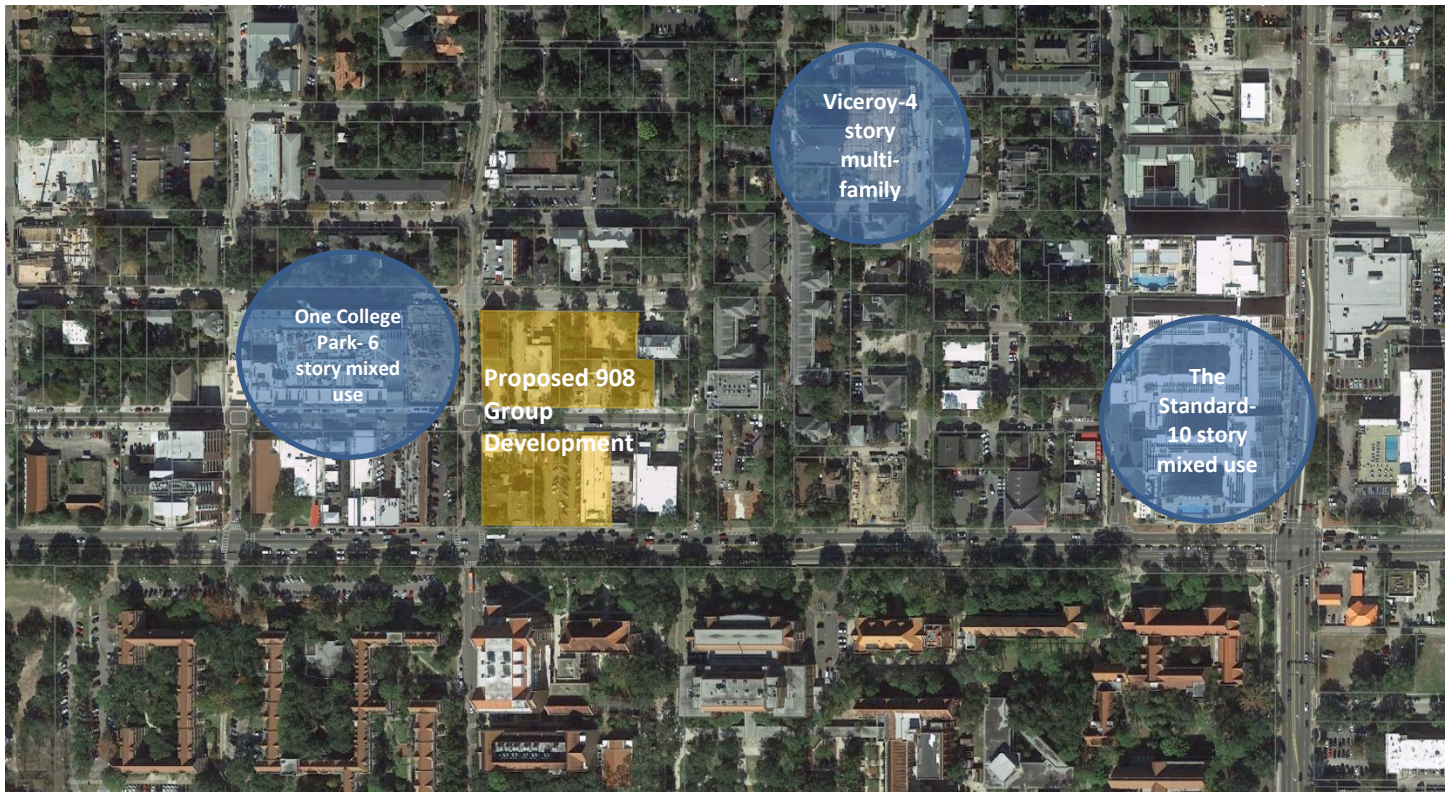 Viceroy-4
story
multi-
family
One College
Park- 6
story mixed
use
Proposed 908
Group
Development
The
Standard-
10 story
mixed use